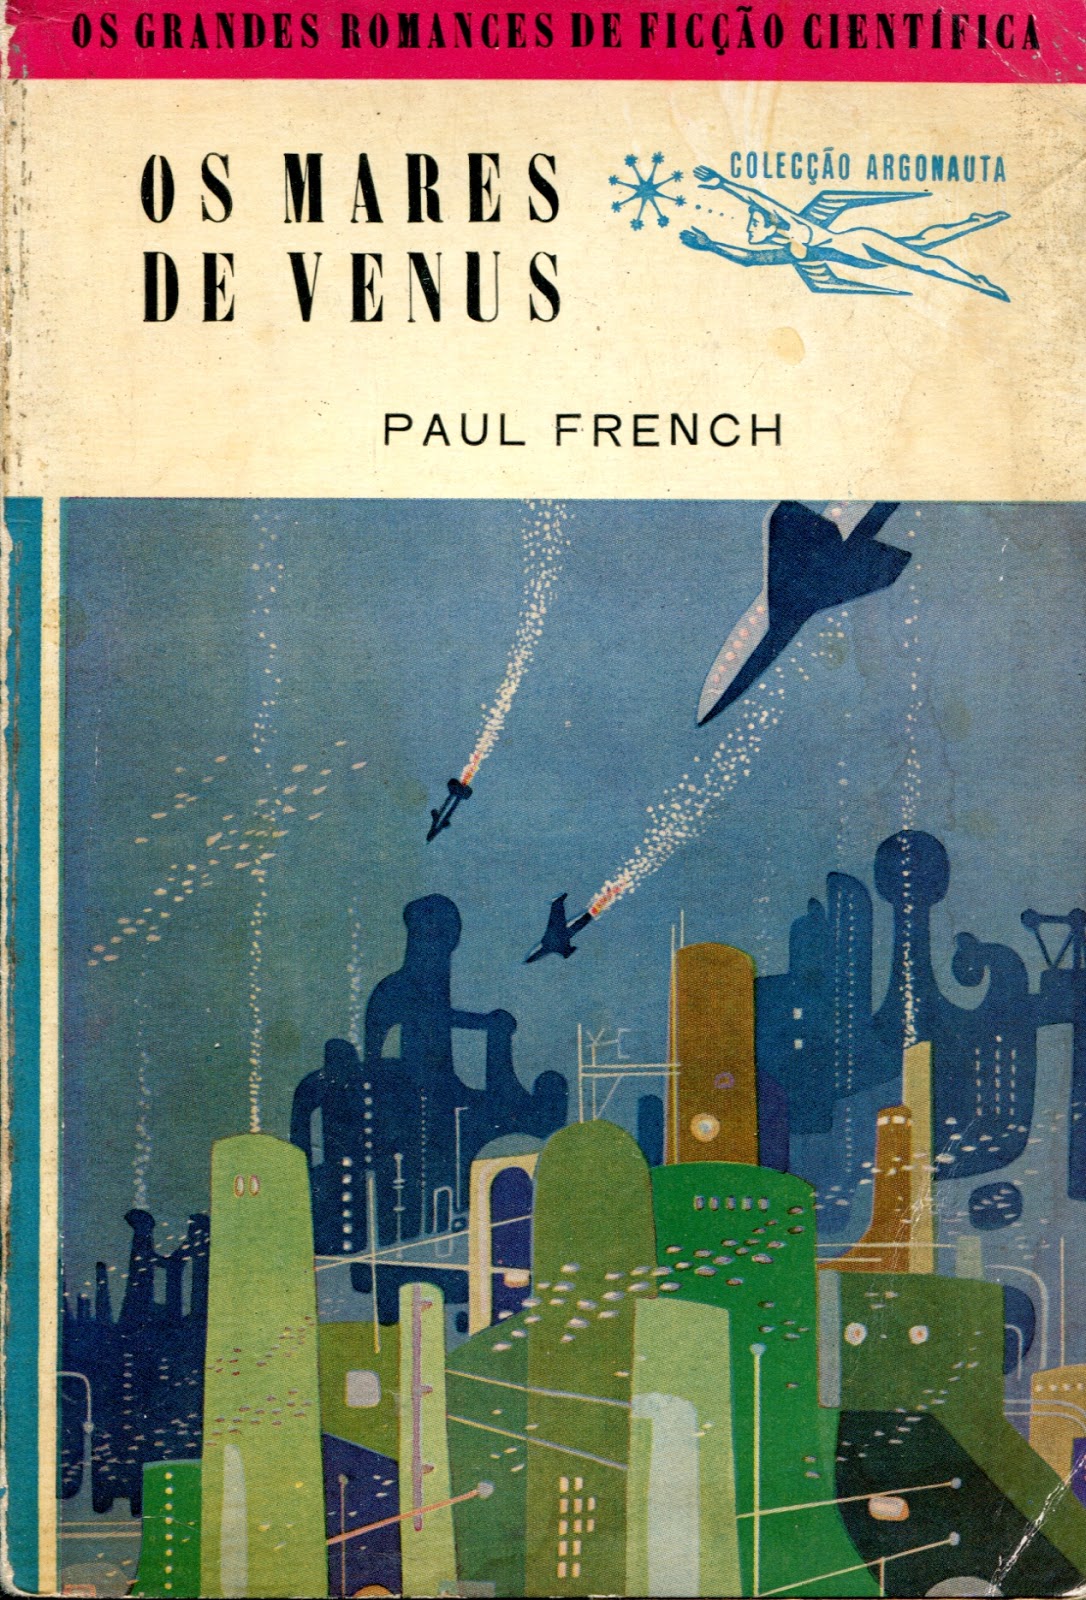 OS GRANDES ROMANCES DE FICÇÃO CIENTÍFICA
OS MARES
DE VENUS
COLECÇÃO ARGONAUTA
PAUL FRENCH